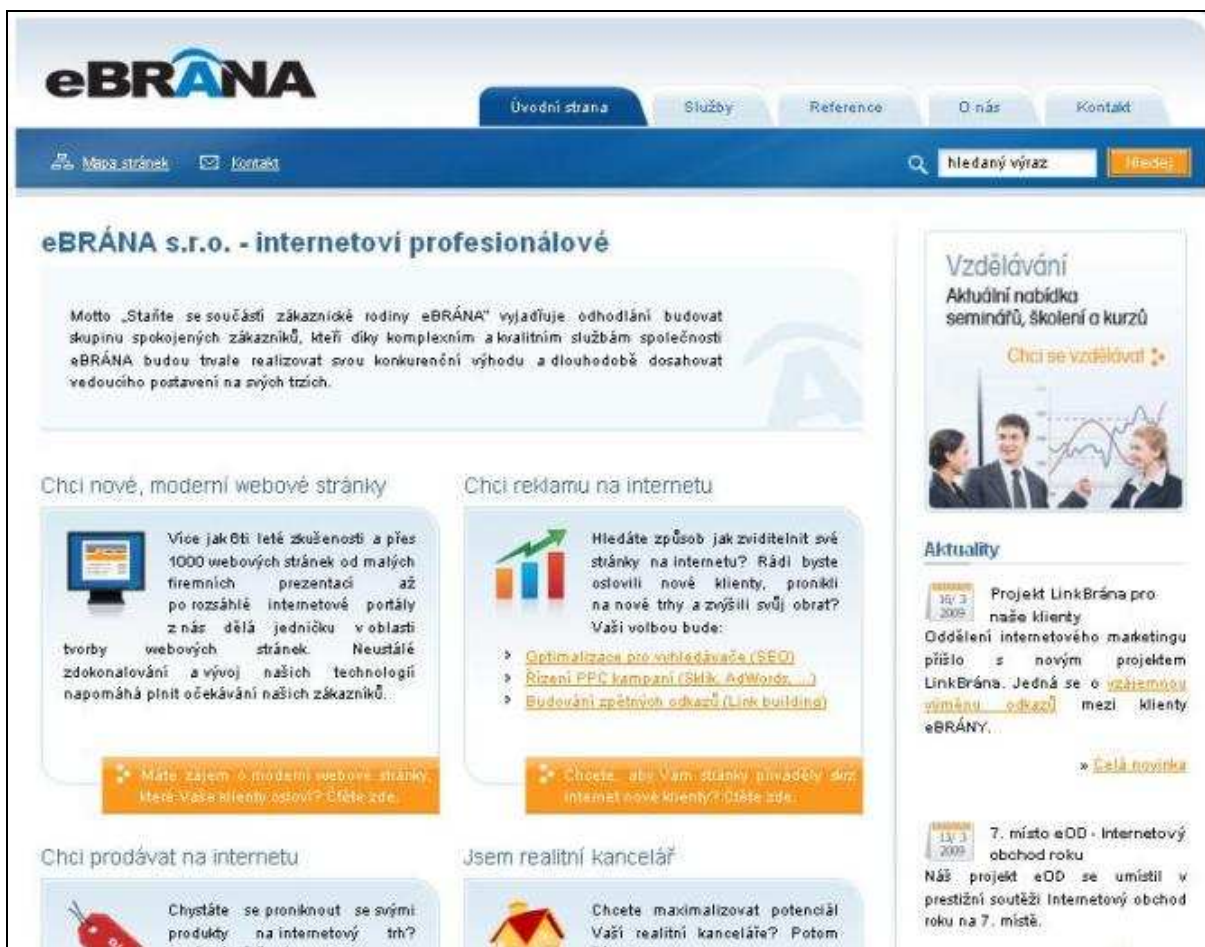 eBRÁNA
Úvodní strana
Služby
Reference
O nás
Kontakt
Mapa stránek
Kontakt
hledaný výraz
Hledej
eBRÁNA s.r.o. - internetoví profesionálové
Motto „Staňte se součástí zákaznické rodiny eBRÁNA" vyjadřuje odhodlání budovat
skupinu spokojených zákazníků, kteří díky komplexním a kvalitním službám společnosti
eBRÁNA budou trvale realizovat svou konkurenční výhodu a dlouhodobě dosahovat
vedoucího postavení na svých trzích.
Chci nové, moderní webové stránky
Více jak 6ti leté zkušenosti a přes
1000 webových stránek od malých
firemních prezentací až
po rozsáhlé internetové portály
z nás dělá jedničku v oblasti
tvorby webových stránek. Neustálé
zdokonalování a vývoj našich technologií
napomáhá plnit očekávání našich zákazníků.
Máte zájem o moderní webové stránky,
které Vaše klienty osloví? Čtěte zde.
Chci reklamu na internetu
Hledáte způsob jak zviditelnit své
stránky na internetu? Rádi byste
oslovili nové klienty, pronikli
na nové trhy a zvýšili svůj obrat?
Vaší volbou bude:
Optimalizace pro vyhledávače (SEO)
Řízení PPC kampaní (Sklik, AdWords, ...)
Budování zpětných odkazů (Link building)
Chcete, aby Vám stránky přiváděly skrz
internet nové klienty? Čtěte zde.
Chci prodávat na internetu
Chystáte se proniknout se svými
produkty na internetový trh?
Jsem realitní kancelář
Chcete maximalizovat potenciál
Vaší realitní kanceláře? Potom
Vzdělávání
Aktuální nabídka
seminářů, školení a kurzů
Chci se vzdělávat
Aktuality
16/ 3
2009
Projekt LinkBrána pro
naše klienty
Oddělení internetového marketingu
přišlo s novým projektem
LinkBrána. Jedná se o vzájemnou
výměnu odkazů mezi klienty
eBRÁNY.
» Celá novinka
13/ 3
2009
7. místo eOD - Internetový
obchod roku
Náš projekt eOD se umístil v
prestižní soutěži Internetový obchod
roku na 7. místě.